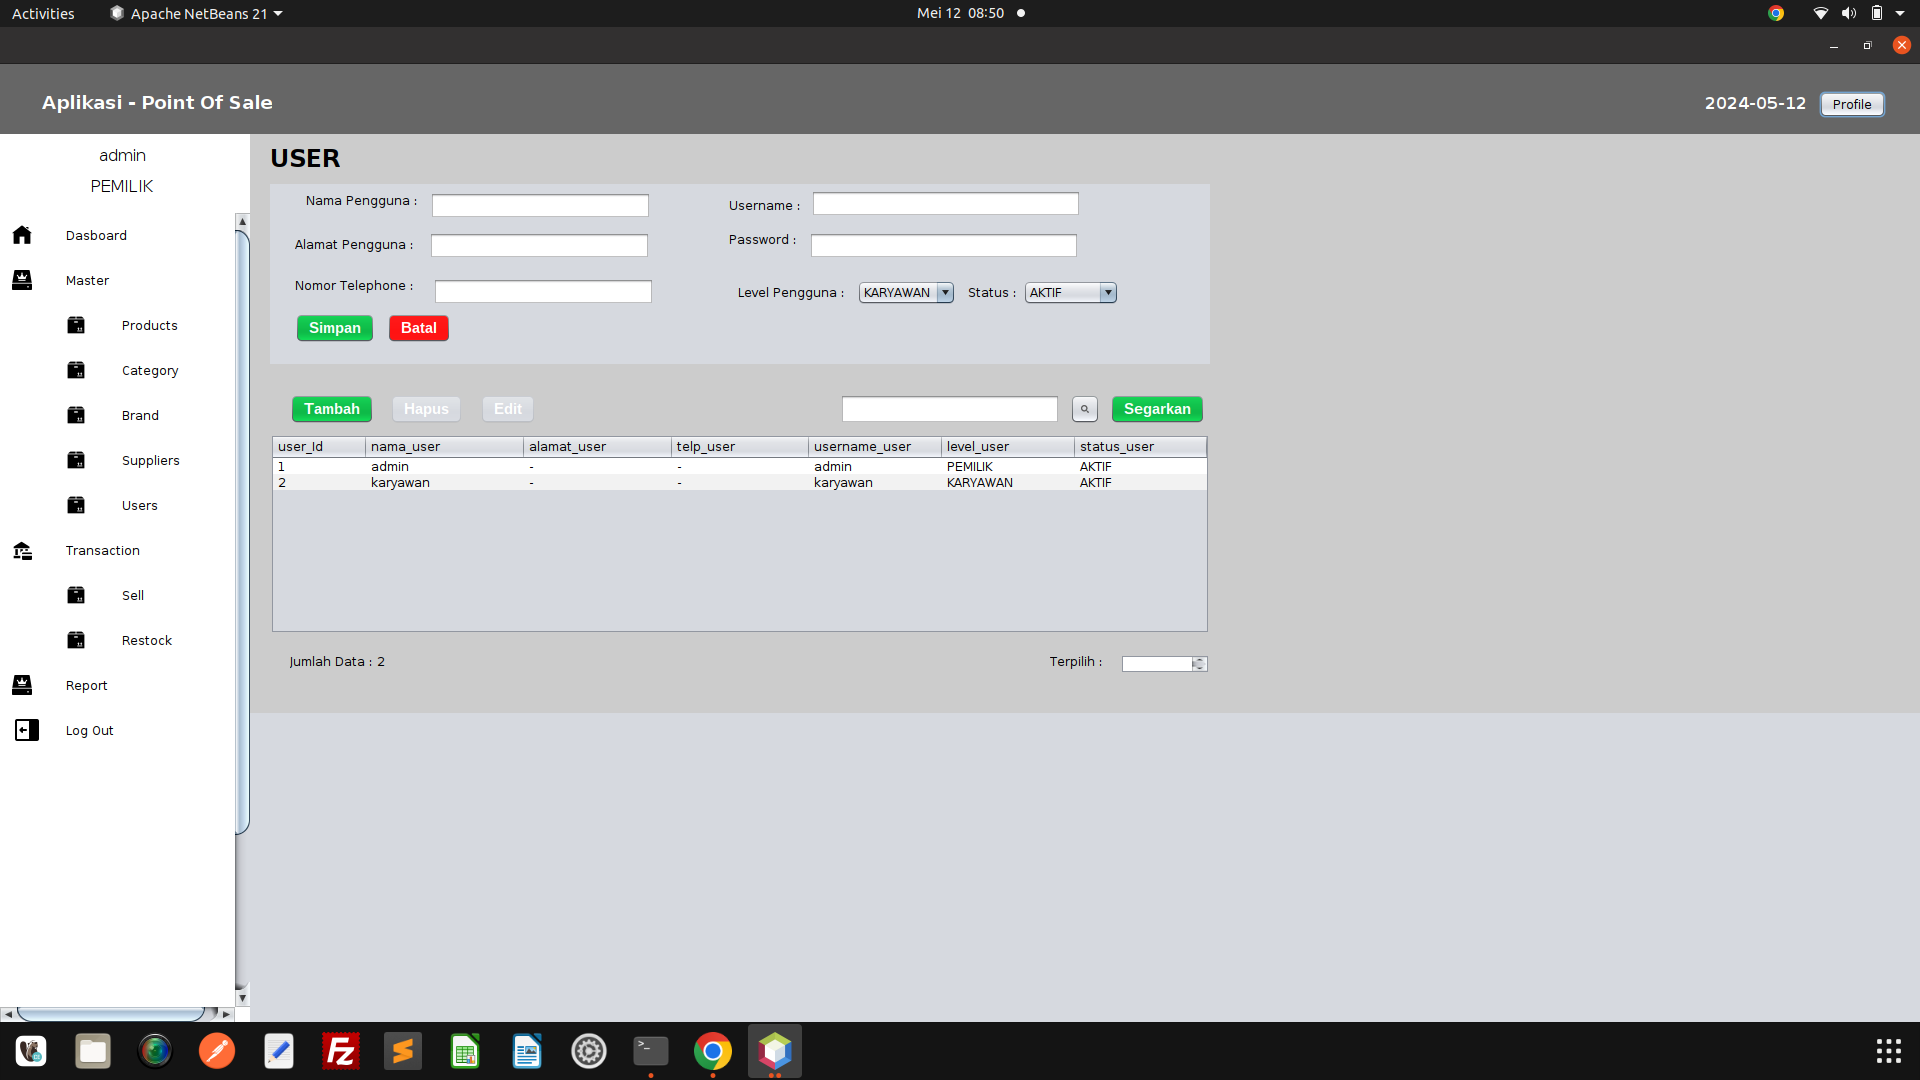 Activities
Apache NetBeans 21
Mei 12 08:50
Aplikasi - Point Of Sale
2024-05-12
Profile
admin
PEMILIK
Dasboard
Master
Products
Category
Brand
Suppliers
Users
Transaction
Sell
Restock
Report
Log Out
USER
Nama Pengguna :
Username :
Alamat Pengguna :
Password :
Nomor Telephone :
Level Pengguna : KARYAWAN Status : AKTIF
Simpan Batal
Tambah Hapus Edit Segarkan
user_Id nama_user alamat_user telp_user username_user level_user status_user
1 admin - - admin PEMILIK AKTIF
2 karyawan - - karyawan KARYAWAN AKTIF
Jumlah Data : 2
Terpilih :
Fz